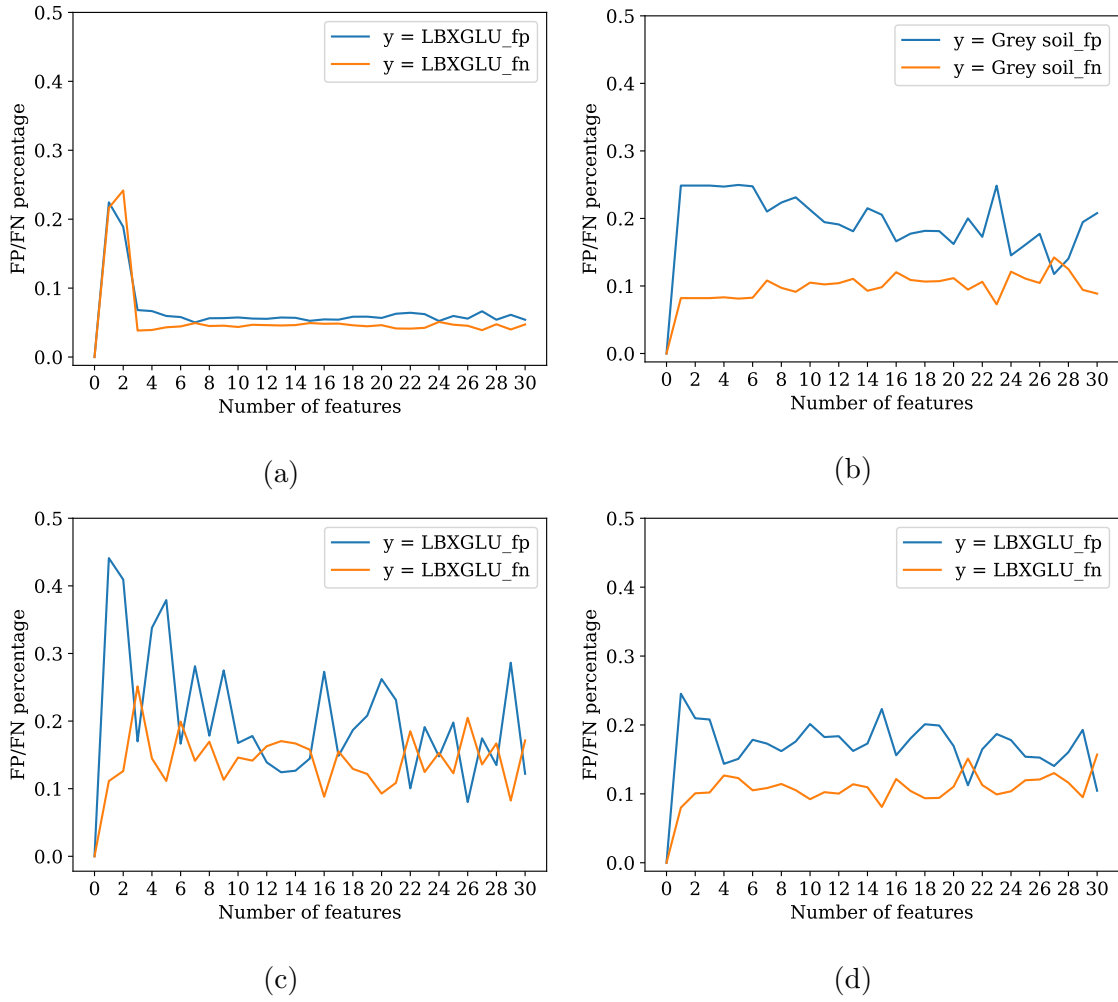 0.5
0.4
0.3
0.2
0.1
0.0
FP/FN percentage
y = LBXGLU_fp
y = LBXGLU_fn
0 2 4 6 8 10 12 14 16 18 20 22 24 26 28 30
Number of features
(a)
0.5
0.4
0.3
0.2
0.1
0.0
FP/FN percentage
y = Grey soil_fp
y = Grey soil_fn
0 2 4 6 8 10 12 14 16 18 20 22 24 26 28 30
Number of features
(b)
0.5
0.4
0.3
0.2
0.1
0.0
FP/FN percentage
y = LBXGLU_fp
y = LBXGLU_fn
0 2 4 6 8 10 12 14 16 18 20 22 24 26 28 30
Number of features
(c)
0.5
0.4
0.3
0.2
0.1
0.0
FP/FN percentage
y = LBXGLU_fp
y = LBXGLU_fn
0 2 4 6 8 10 12 14 16 18 20 22 24 26 28 30
Number of features
(d)